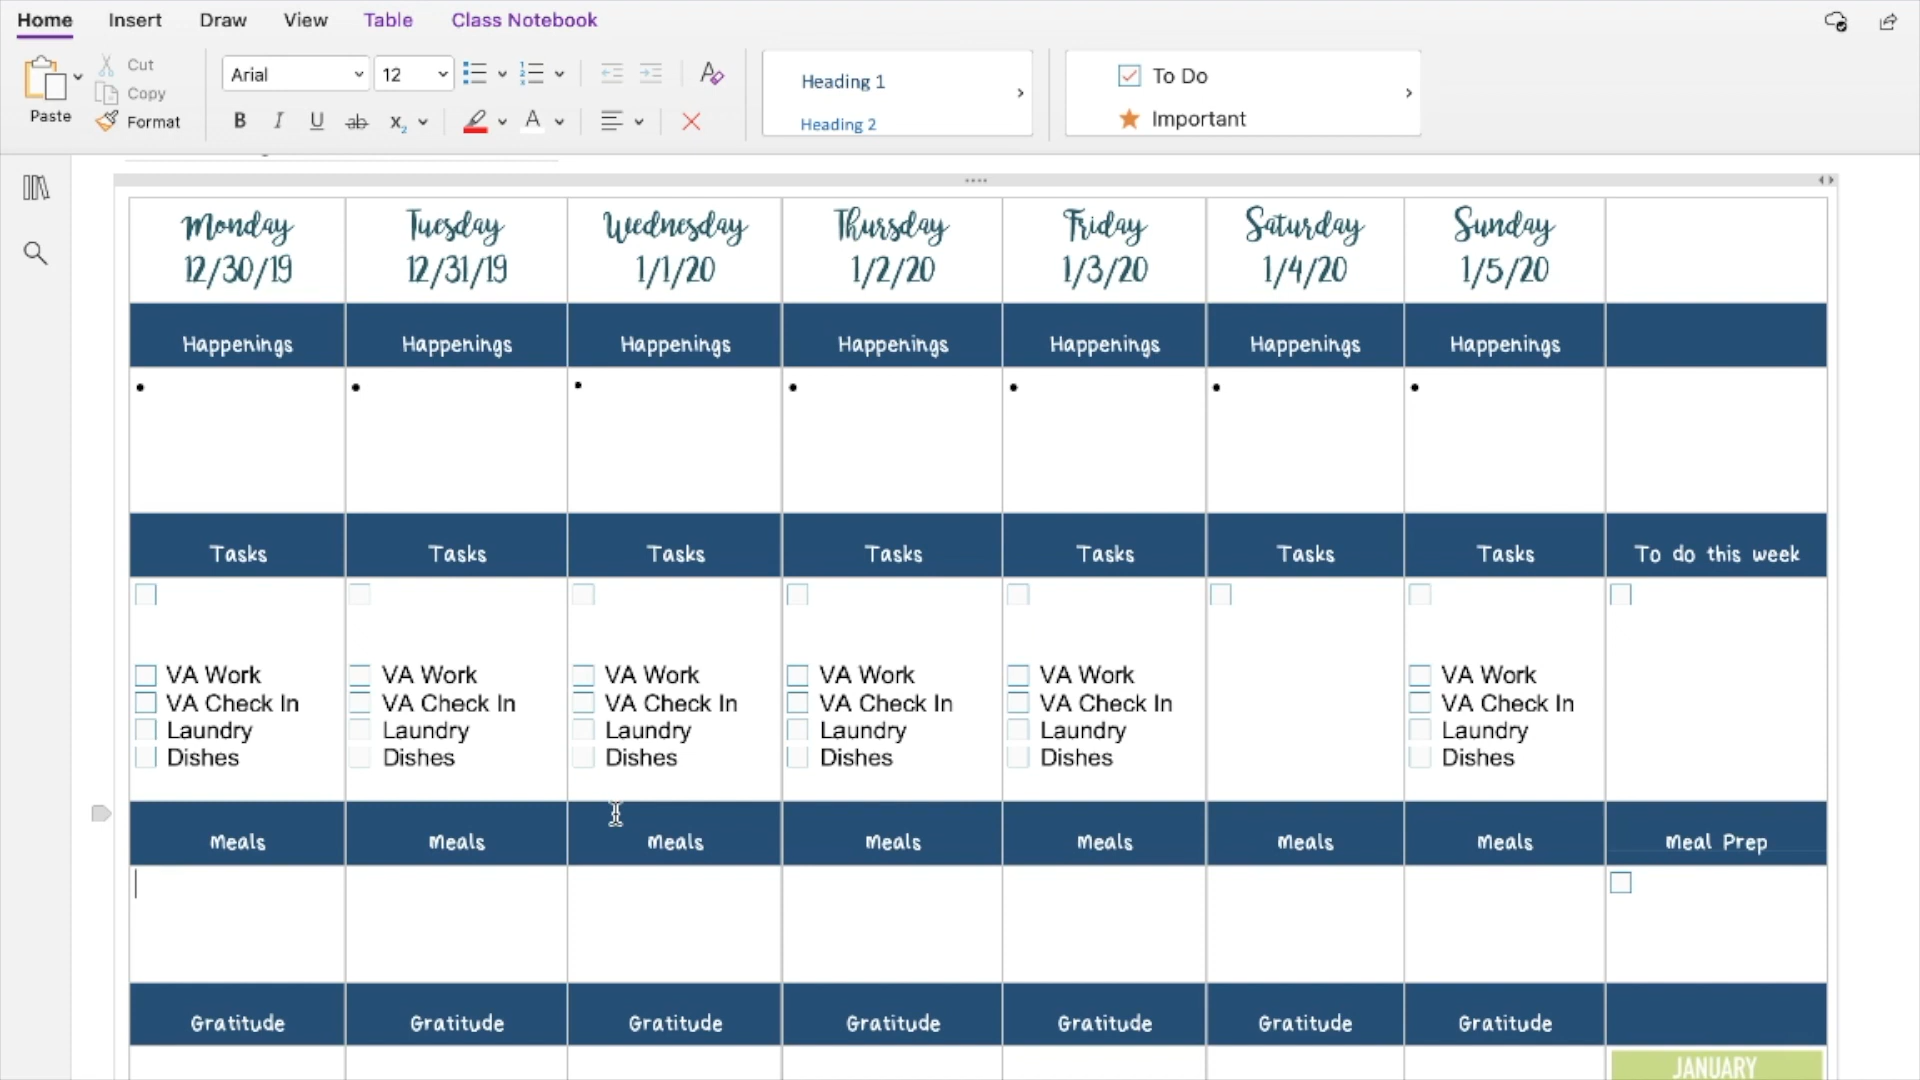 Home Insert Draw View Table Class Notebook
Paste
Cut
Copy
Format
Arial 12
B I U ab x2 A
Heading 1
Heading 2
To Do
Important
Monday Tuesday Wednesday Thursday Friday Saturday Sunday
12/30/19 12/31/19 1/1/20 1/2/20 1/3/20 1/4/20 1/5/20
Happenings Happenings Happenings Happenings Happenings Happenings Happenings
Tasks Tasks Tasks Tasks Tasks Tasks Tasks To do this week
VA Work VA Work VA Work VA Work VA Work VA Work
VA Check In VA Check In VA Check In VA Check In VA Check In VA Check In
Laundry Laundry Laundry Laundry Laundry Laundry
Dishes Dishes Dishes Dishes Dishes Dishes
Meals Meals Meals Meals Meals Meals Meals Meal Prep
Gratitude Gratitude Gratitude Gratitude Gratitude Gratitude Gratitude
JANUARY